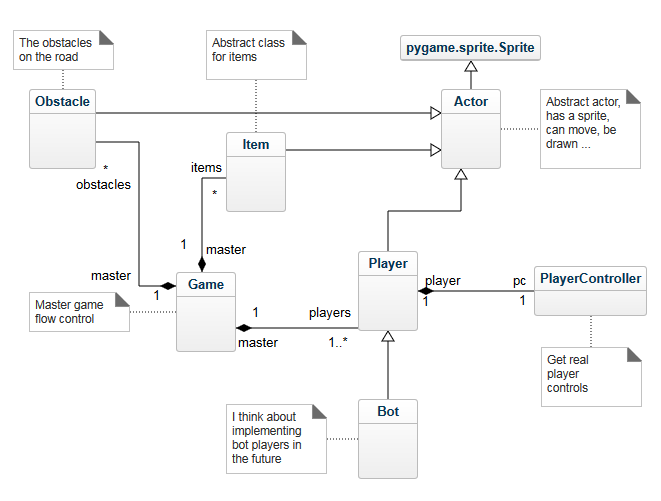 The obstacles
on the road
Abstract class
for items
pygame.sprite.Sprite
Obstacle
Actor
Abstract actor,
has a sprite,
can move, be
drawn ...
Item
*
obstacles
items
*
1
master
master
1
Game
Player
player
1
pc
1
PlayerController
Master game
flow control
1
master
players
1..*
Get real
player
controls
Bot
I think about
implementing
bot players in
the future